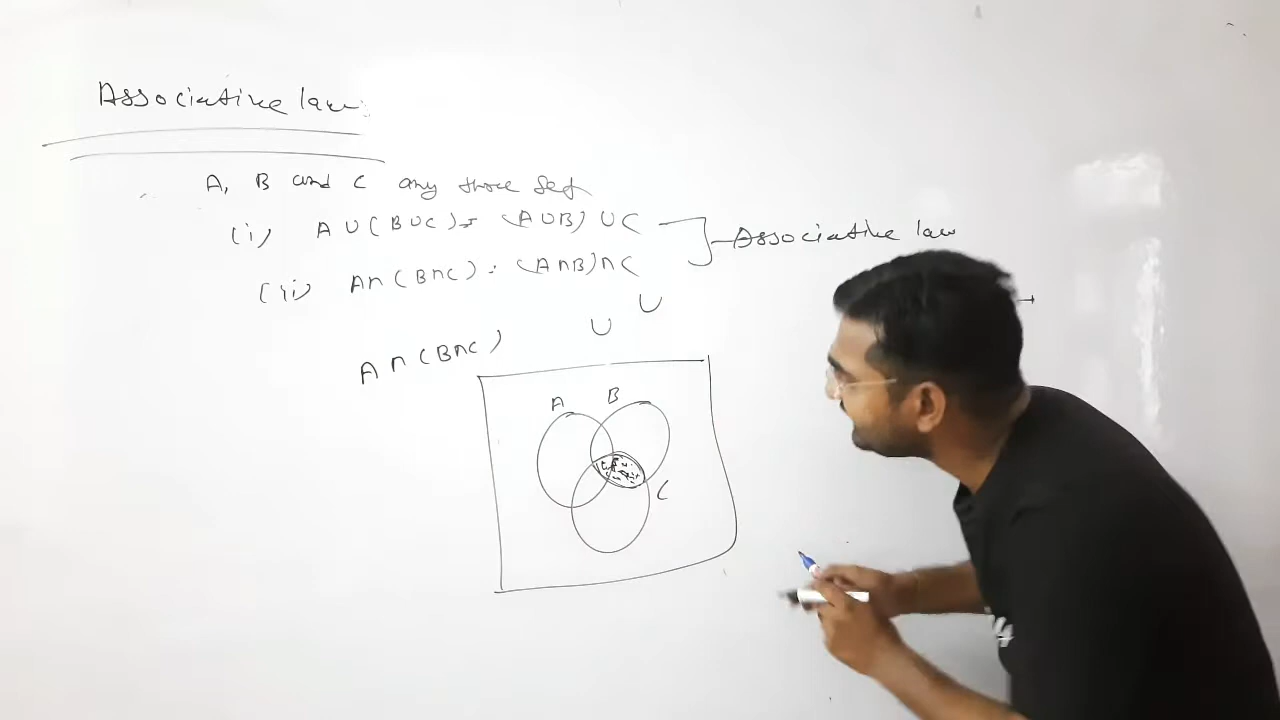 Associative law:
A, B and C any three set
(i) A ∪ (B ∪ C) = (A ∪ B) ∪ C
Associative law
(ii) A ∩ (B ∩ C) = (A ∩ B) ∩ C
∪
∪
A ∩ (B ∩ C)
A B
C